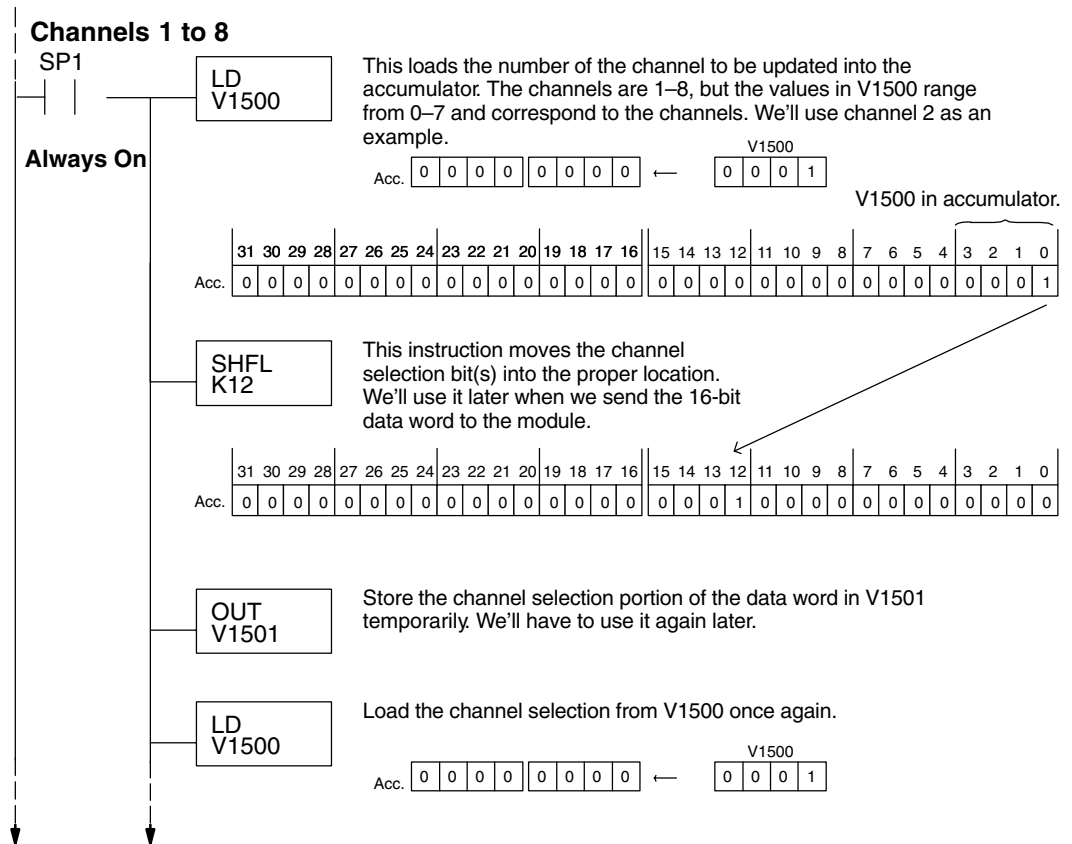 Channels 1 to 8
SP1
Always On
LD
V1500
This loads the number of the channel to be updated into the
accumulator. The channels are 1–8, but the values in V1500 range
from 0–7 and correspond to the channels. We'll use channel 2 as an
example.
V1500
Acc. 0 0 0 0 0 0 0 0 ← 0 0 0 1
V1500 in accumulator.
31 30 29 28 27 26 25 24 23 22 21 20 19 18 17 16 15 14 13 12 11 10 9 8 7 6 5 4 3 2 1 0
Acc. 0 0 0 0 0 0 0 0 0 0 0 0 0 0 0 0 0 0 0 0 0 0 0 0 0 0 0 0 0 0 0 1
SHFL
K12
This instruction moves the channel
selection bit(s) into the proper location.
We'll use it later when we send the 16-bit
data word to the module.
31 30 29 28 27 26 25 24 23 22 21 20 19 18 17 16 15 14 13 12 11 10 9 8 7 6 5 4 3 2 1 0
Acc. 0 0 0 0 0 0 0 0 0 0 0 0 0 0 0 0 0 0 0 1 0 0 0 0 0 0 0 0 0 0 0 0
OUT
V1501
Store the channel selection portion of the data word in V1501
temporarily. We'll have to use it again later.
LD
V1500
Load the channel selection from V1500 once again.
V1500
Acc. 0 0 0 0 0 0 0 0 ← 0 0 0 1